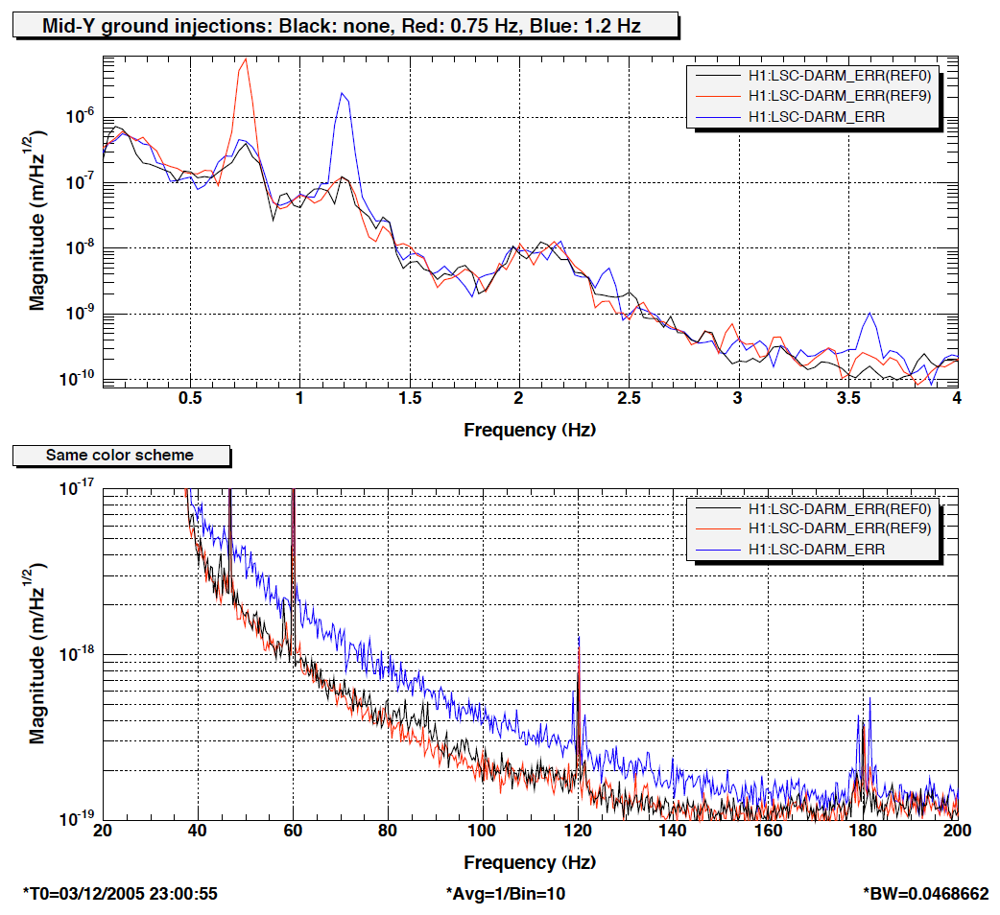 Mid-Y ground injections: Black: none, Red: 0.75 Hz, Blue: 1.2 Hz
H1:LSC-DARM_ERR(REF0)
H1:LSC-DARM_ERR(REF9)
H1:LSC-DARM_ERR
Magnitude (m/Hz^1/2)
10^-6
10^-7
10^-8
10^-9
10^-10
0.5 1 1.5 2 2.5 3 3.5 4
Frequency (Hz)
Same color scheme
H1:LSC-DARM_ERR(REF0)
H1:LSC-DARM_ERR(REF9)
H1:LSC-DARM_ERR
Magnitude (m/Hz^1/2)
10^-17
10^-18
10^-19
20 40 60 80 100 120 140 160 180 200
Frequency (Hz)
*T0=03/12/2005 23:00:55 *Avg=1/Bin=10 *BW=0.0468662